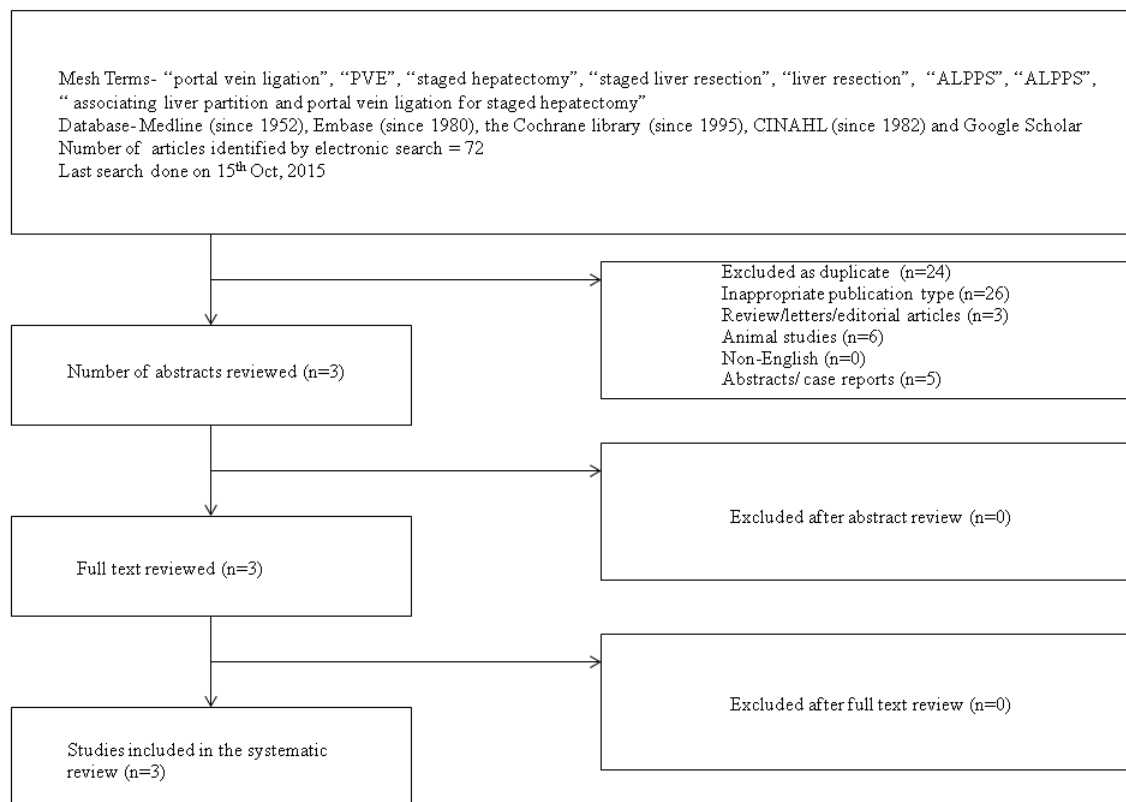 Mesh Terms- “portal vein ligation”, “PVE”, “staged hepatectomy”, “staged liver resection”, “liver resection”, “ALPPS”, “ALPPS”,
“ associating liver partition and portal vein ligation for staged hepatectomy”
Database- Medline (since 1952), Embase (since 1980), the Cochrane library (since 1995), CINAHL (since 1982) and Google Scholar
Number of articles identified by electronic search = 72
Last search done on 15th Oct, 2015
Excluded as duplicate (n=24)
Inappropriate publication type (n=26)
Review/letters/editorial articles (n=3)
Animal studies (n=6)
Non-English (n=0)
Abstracts/ case reports (n=5)
Number of abstracts reviewed (n=3)
Excluded after abstract review (n=0)
Full text reviewed (n=3)
Excluded after full text review (n=0)
Studies included in the systematic
review (n=3)